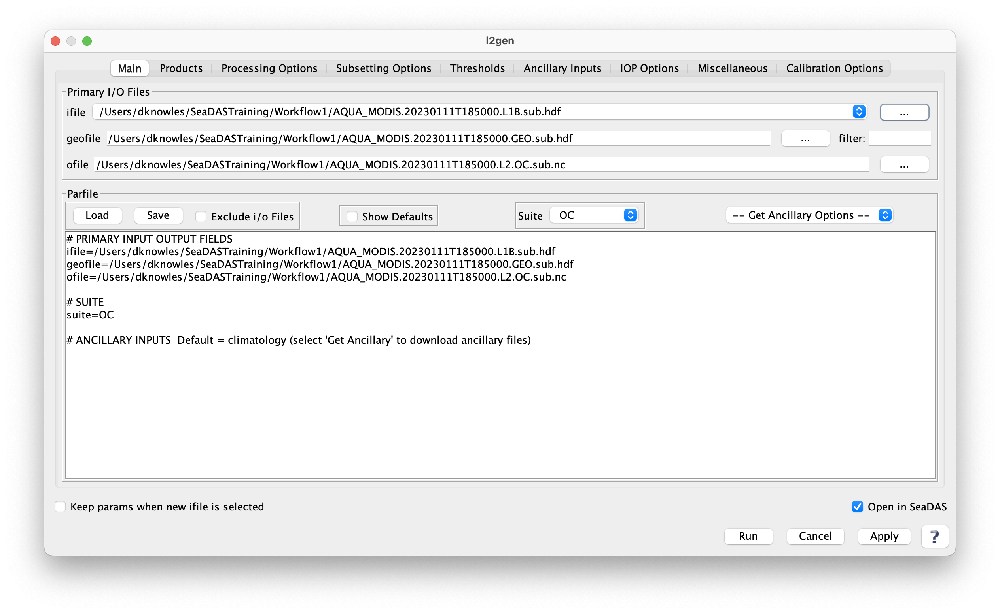 l2gen
Main Products Processing Options Subsetting Options Thresholds Ancillary Inputs IOP Options Miscellaneous Calibration Options
Primary I/O Files
ifile /Users/dknowles/SeaDASTraining/Workflow1/AQUA_MODIS.20230111T185000.L1B.sub.hdf ...
geofile /Users/dknowles/SeaDASTraining/Workflow1/AQUA_MODIS.20230111T185000.GEO.sub.hdf ... filter:
ofile /Users/dknowles/SeaDASTraining/Workflow1/AQUA_MODIS.20230111T185000.L2.OC.sub.nc ...
Parfile
Load Save Exclude i/o Files Show Defaults Suite OC -- Get Ancillary Options --
# PRIMARY INPUT OUTPUT FIELDS
ifile=/Users/dknowles/SeaDASTraining/Workflow1/AQUA_MODIS.20230111T185000.L1B.sub.hdf
geofile=/Users/dknowles/SeaDASTraining/Workflow1/AQUA_MODIS.20230111T185000.GEO.sub.hdf
ofile=/Users/dknowles/SeaDASTraining/Workflow1/AQUA_MODIS.20230111T185000.L2.OC.sub.nc
# SUITE
suite=OC
# ANCILLARY INPUTS  Default = climatology (select 'Get Ancillary' to download ancillary files)
Keep params when new ifile is selected Open in SeaDAS
Run Cancel Apply ?